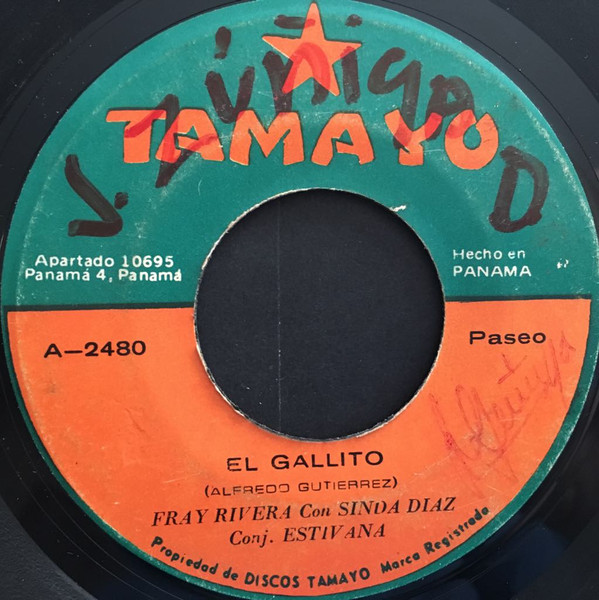 J. Zúñiga D
TAMAYO
Apartado 10695
Panamá 4, Panamá
Hecho en
PANAMA
A-2480
Paseo
EL GALLITO
(ALFREDO GUTIERREZ)
FRAY RIVERA Con SINDA DIAZ
Conj. ESTIVANA
Propiedad de DISCOS TAMAYO Marca Registrada